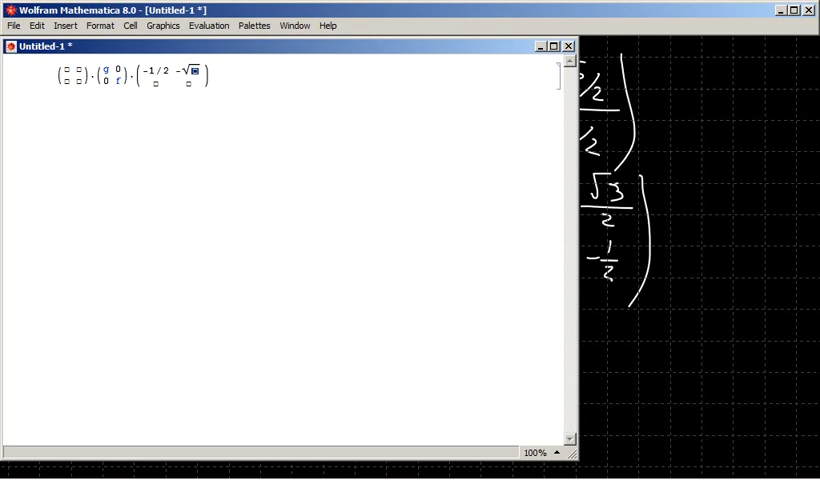 Wolfram Mathematica 8.0 - [Untitled-1 *]
File Edit Insert Format Cell Graphics Evaluation Palettes Window Help
Untitled-1 *
(□ □ □ □) . (g 0 0 f) . (-1/2 -√□ □ □)
/2
/2
√3
2
-1
2
100%